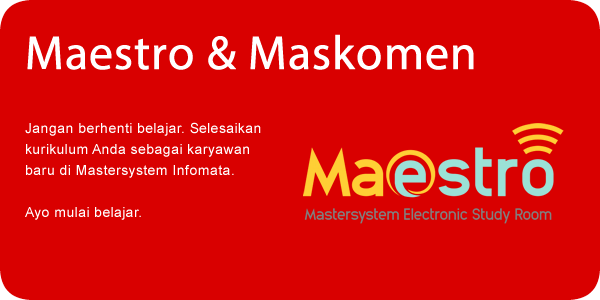 Maestro & Maskomen
Jangan berhenti belajar. Selesaikan
kurikulum Anda sebagai karyawan
baru di Mastersystem Infomata.
Ayo mulai belajar.
Maestro
Mastersystem Electronic Study Room